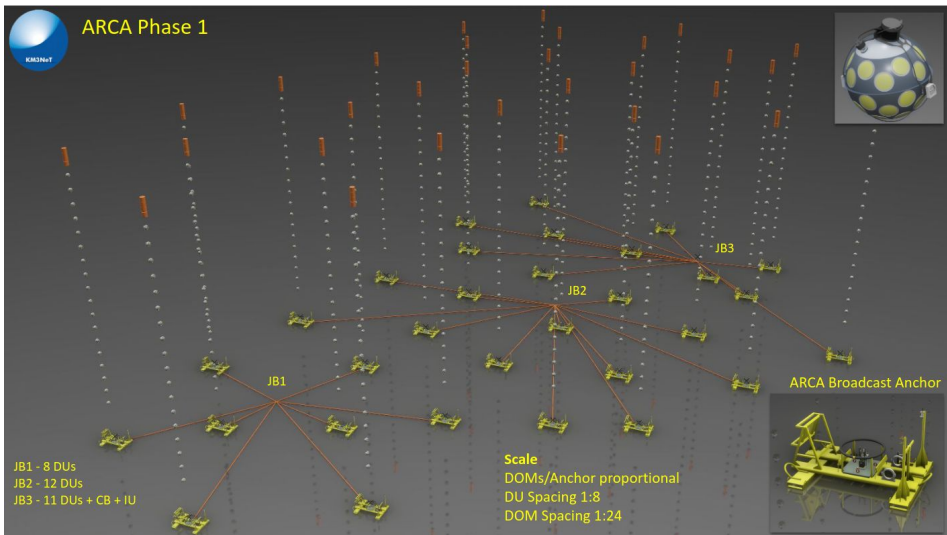 ARCA Phase 1
KM3NeT
JB3
JB2
JB1
ARCA Broadcast Anchor
JB1 - 8 DUs
JB2 - 12 DUs
JB3 - 11 DUs + CB + IU
Scale
DOMs/Anchor proportional
DU Spacing 1:8
DOM Spacing 1:24